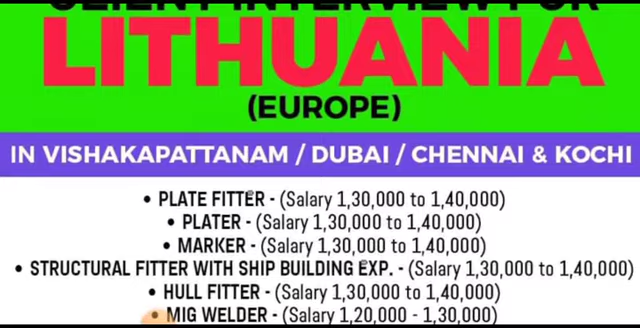 CLIENT INTERVIEW FOR
LITHUANIA
(EUROPE)
IN VISHAKAPATTANAM / DUBAI / CHENNAI & KOCHI
• PLATE FITTER - (Salary 1,30,000 to 1,40,000)
• PLATER - (Salary 1,30,000 to 1,40,000)
• MARKER - (Salary 1,30,000 to 1,40,000)
• STRUCTURAL FITTER WITH SHIP BUILDING EXP. - (Salary 1,30,000 to 1,40,000)
• HULL FITTER - (Salary 1,30,000 to 1,40,000)
• MIG WELDER - (Salary 1,20,000 - 1,30,000)